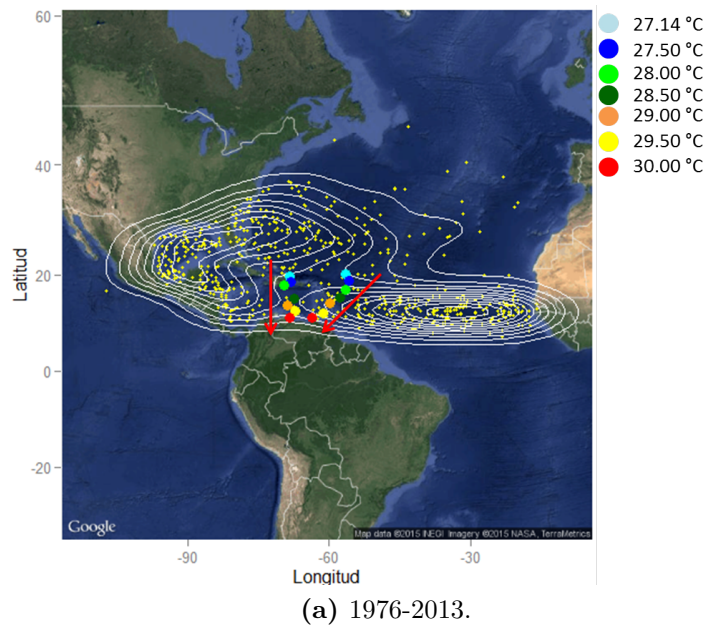 60
40
20
0
-20
Latitud
-90
-60
-30
Longitud
Google
Map data ©2015 INEGI Imagery ©2015 NASA, TerraMetrics
27.14 °C
27.50 °C
28.00 °C
28.50 °C
29.00 °C
29.50 °C
30.00 °C
(a) 1976-2013.